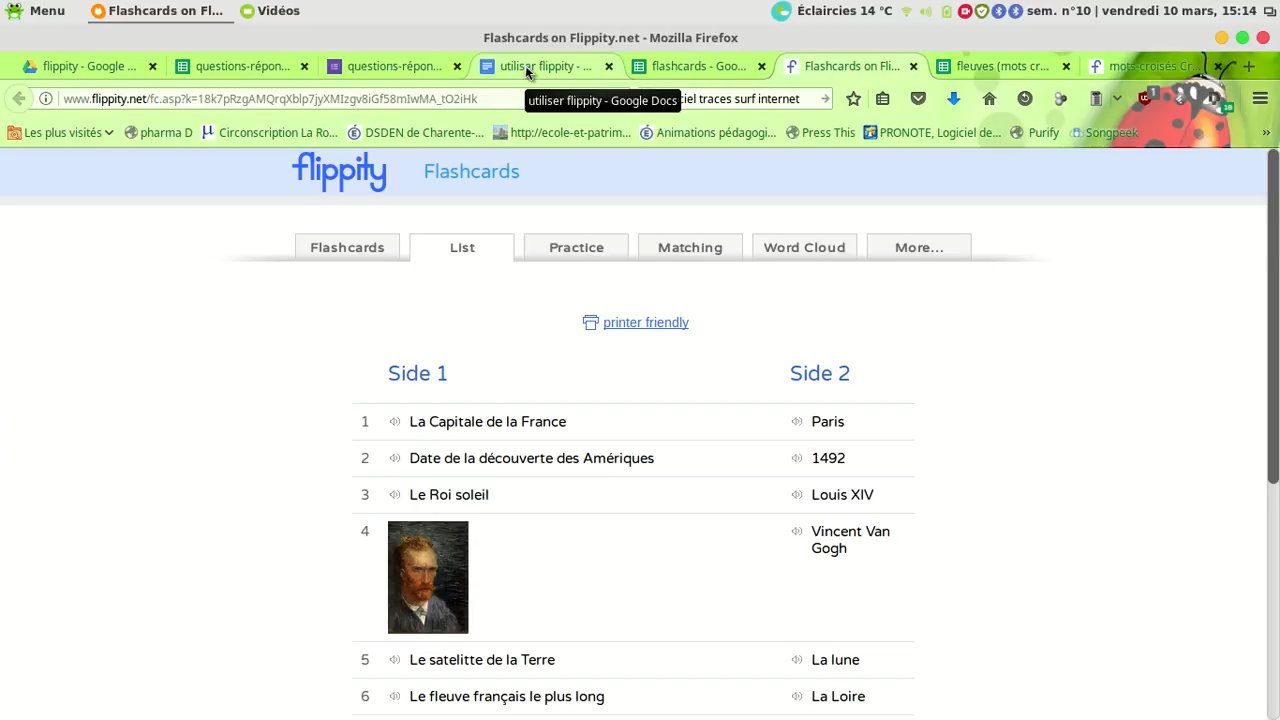 Menu Flashcards on Fl... Vidéos Éclaircies 14 °C sem. n°10 | vendredi 10 mars, 15:14
Flashcards on Flippity.net - Mozilla Firefox
flippity - Google ... questions-répon... questions-répon... utiliser flippity - ... flashcards - Goo... Flashcards on Fli... fleuves (mots cr... mots-croisés Cr...
www.flippity.net/fc.asp?k=18k7pRzgAMQrqXblp7jyXMIzgv8iGf58mIwMA_tO2iHk utiliser flippity - Google Docs ciel traces surf internet 1 18
Les plus visités pharma D Circonscription La Ro... DSDEN de Charente-... http://ecole-et-patrim... Animations pédagogi... Press This PRONOTE, Logiciel de... Purify Songpeek
flippity Flashcards
Flashcards List Practice Matching Word Cloud More...
printer friendly
Side 1 Side 2
1 La Capitale de la France Paris
2 Date de la découverte des Amériques 1492
3 Le Roi soleil Louis XIV
4 Vincent Van
Gogh
5 Le satelitte de la Terre La lune
6 Le fleuve français le plus long La Loire